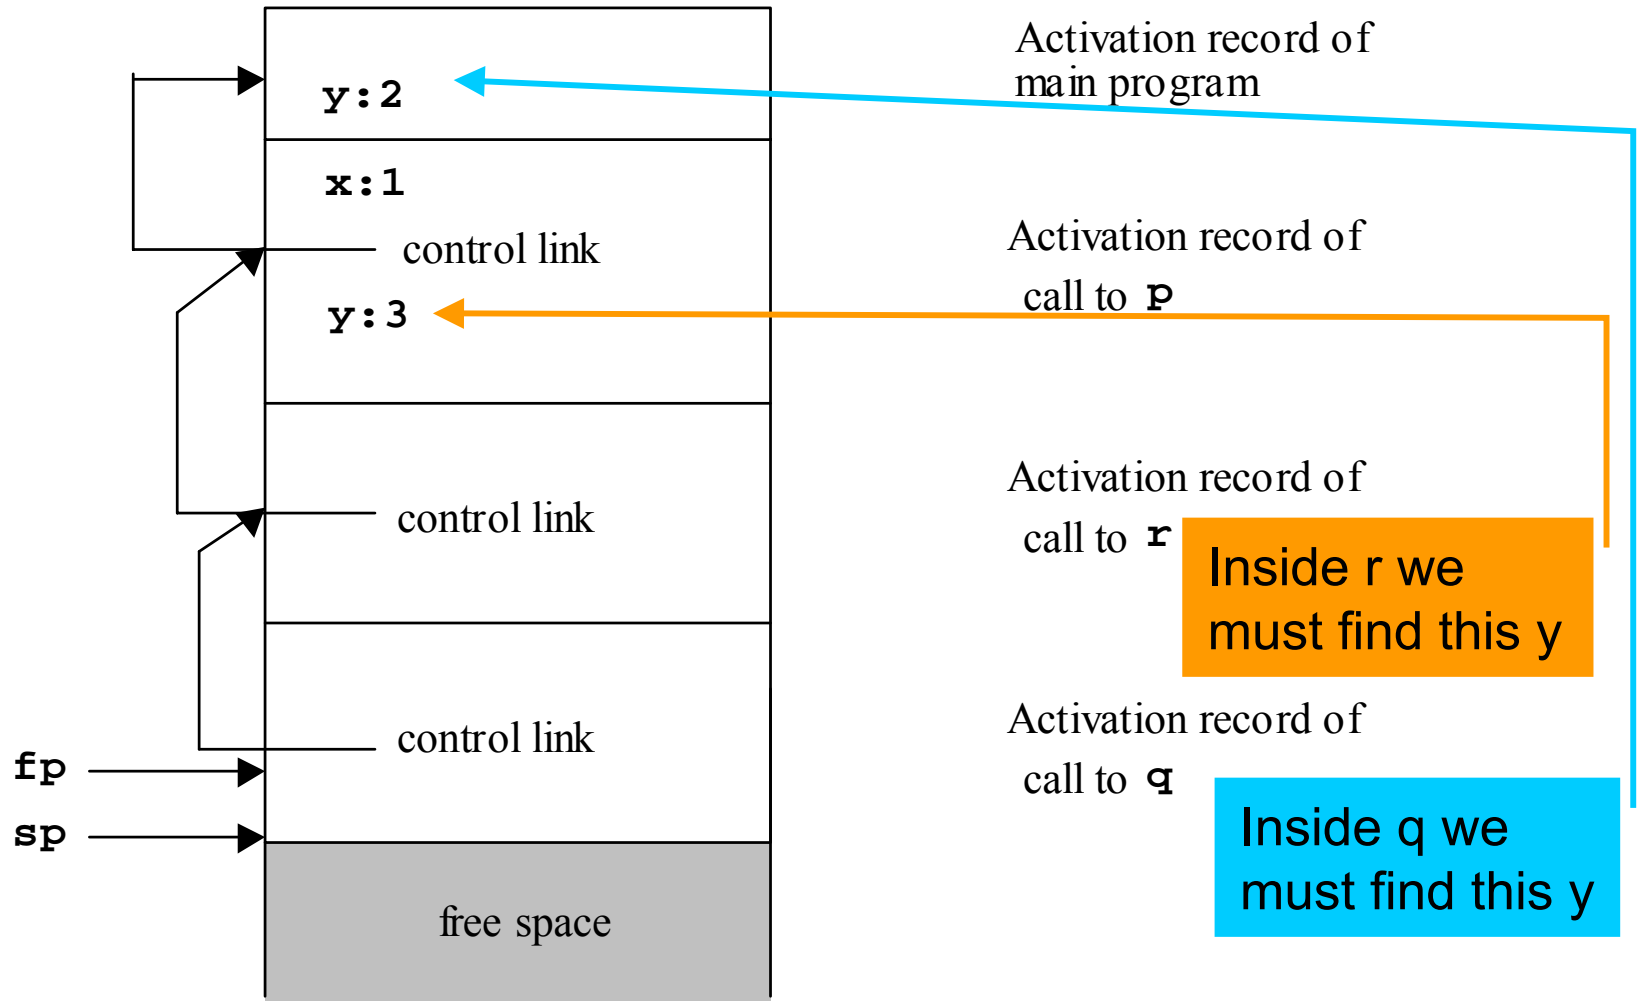 Activation record of
main program
y:2
x:1
control link
Activation record of
call to p
y:3
control link
Activation record of
call to r
Inside r we
must find this y
control link
Activation record of
call to q
fp
sp
Inside q we
must find this y
free space